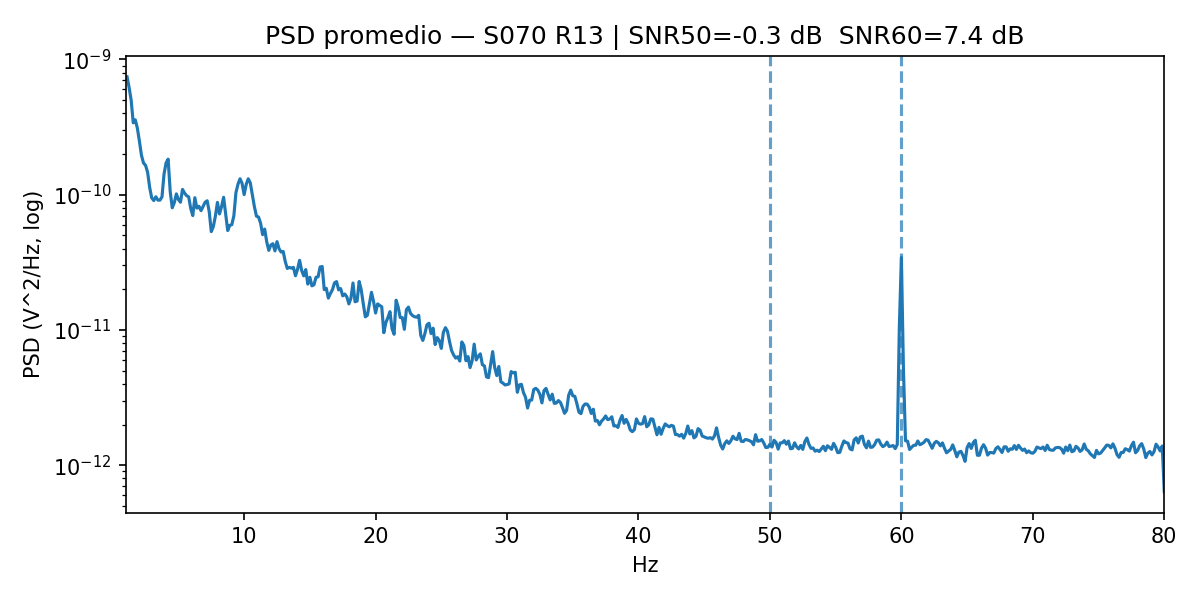 PSD promedio — S070 R13 | SNR50=-0.3 dB  SNR60=7.4 dB
PSD (V^2/Hz, log)
10⁻⁹
10⁻¹⁰
10⁻¹¹
10⁻¹²
10 20 30 40 50 60 70 80
Hz